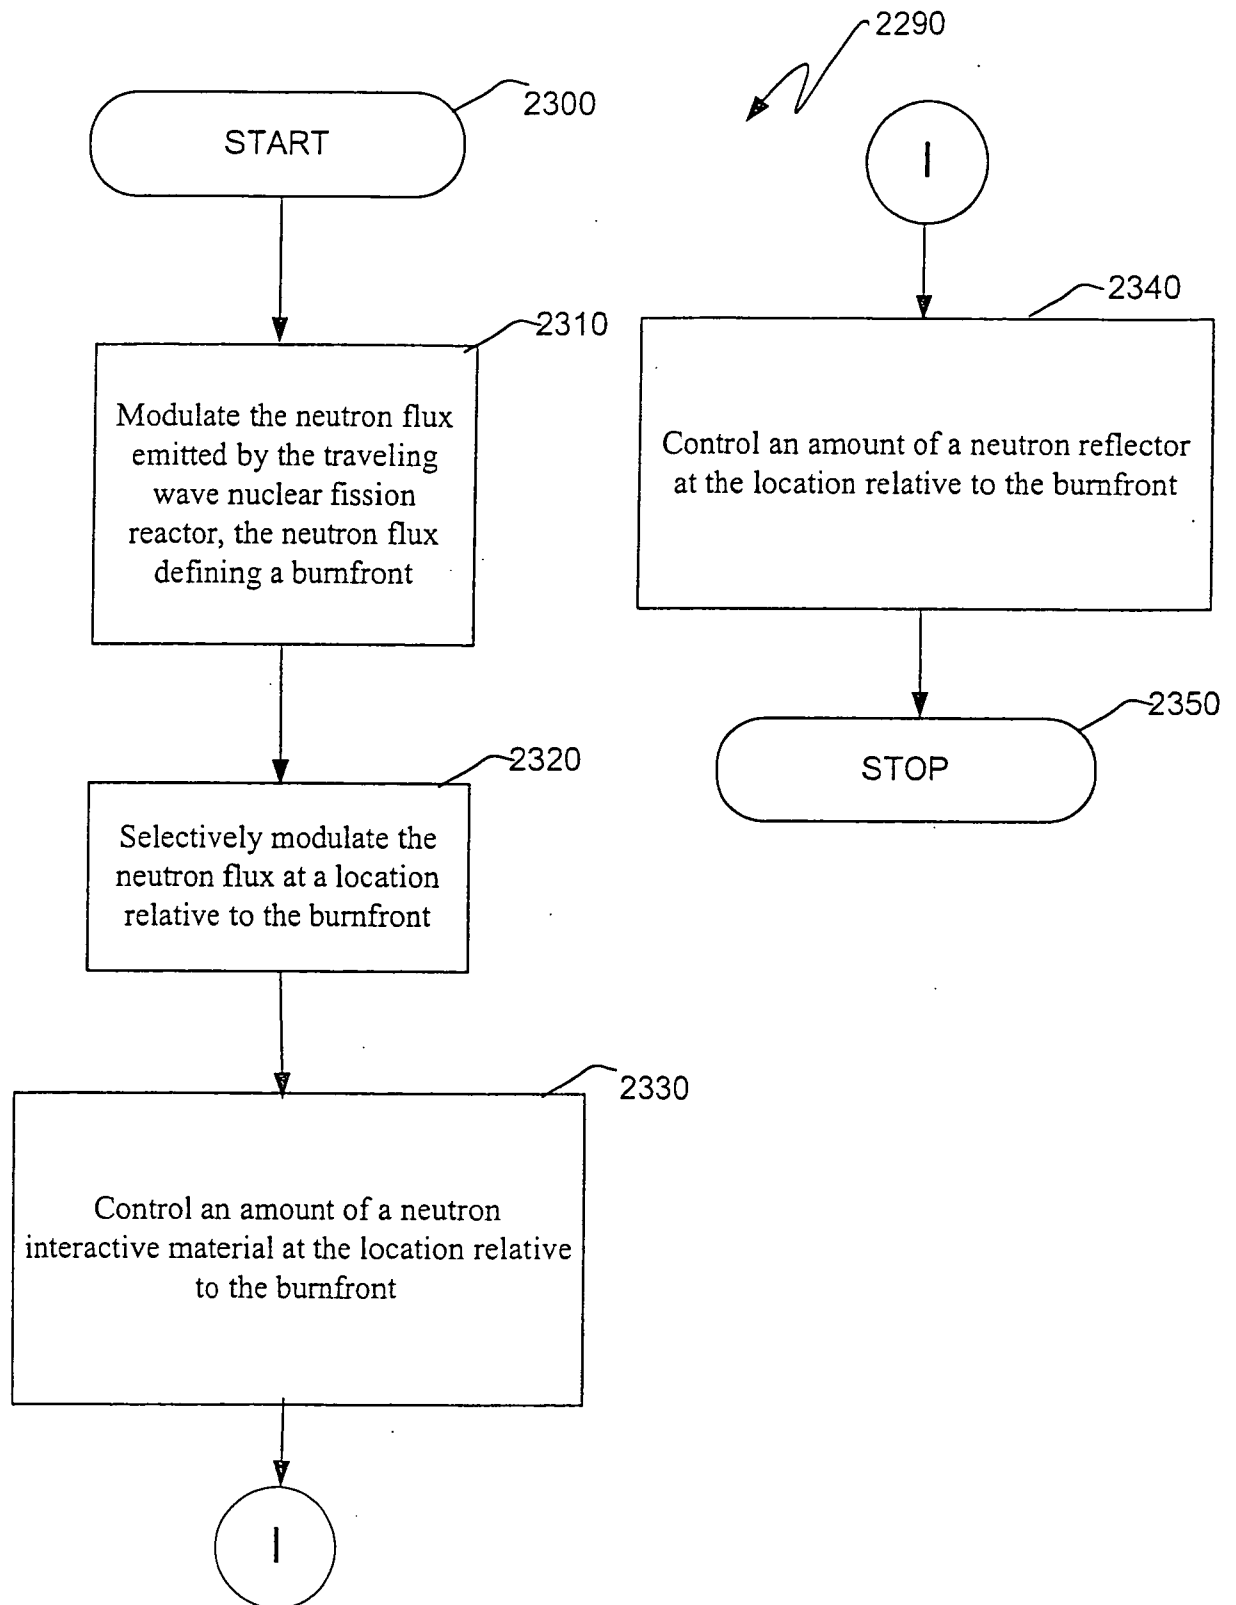 2290
2300
START
2310
Modulate the neutron flux
emitted by the traveling
wave nuclear fission
reactor, the neutron flux
defining a burnfront
2320
Selectively modulate the
neutron flux at a location
relative to the burnfront
2330
Control an amount of a neutron
interactive material at the location relative
to the burnfront
I
I
2340
Control an amount of a neutron reflector
at the location relative to the burnfront
2350
STOP